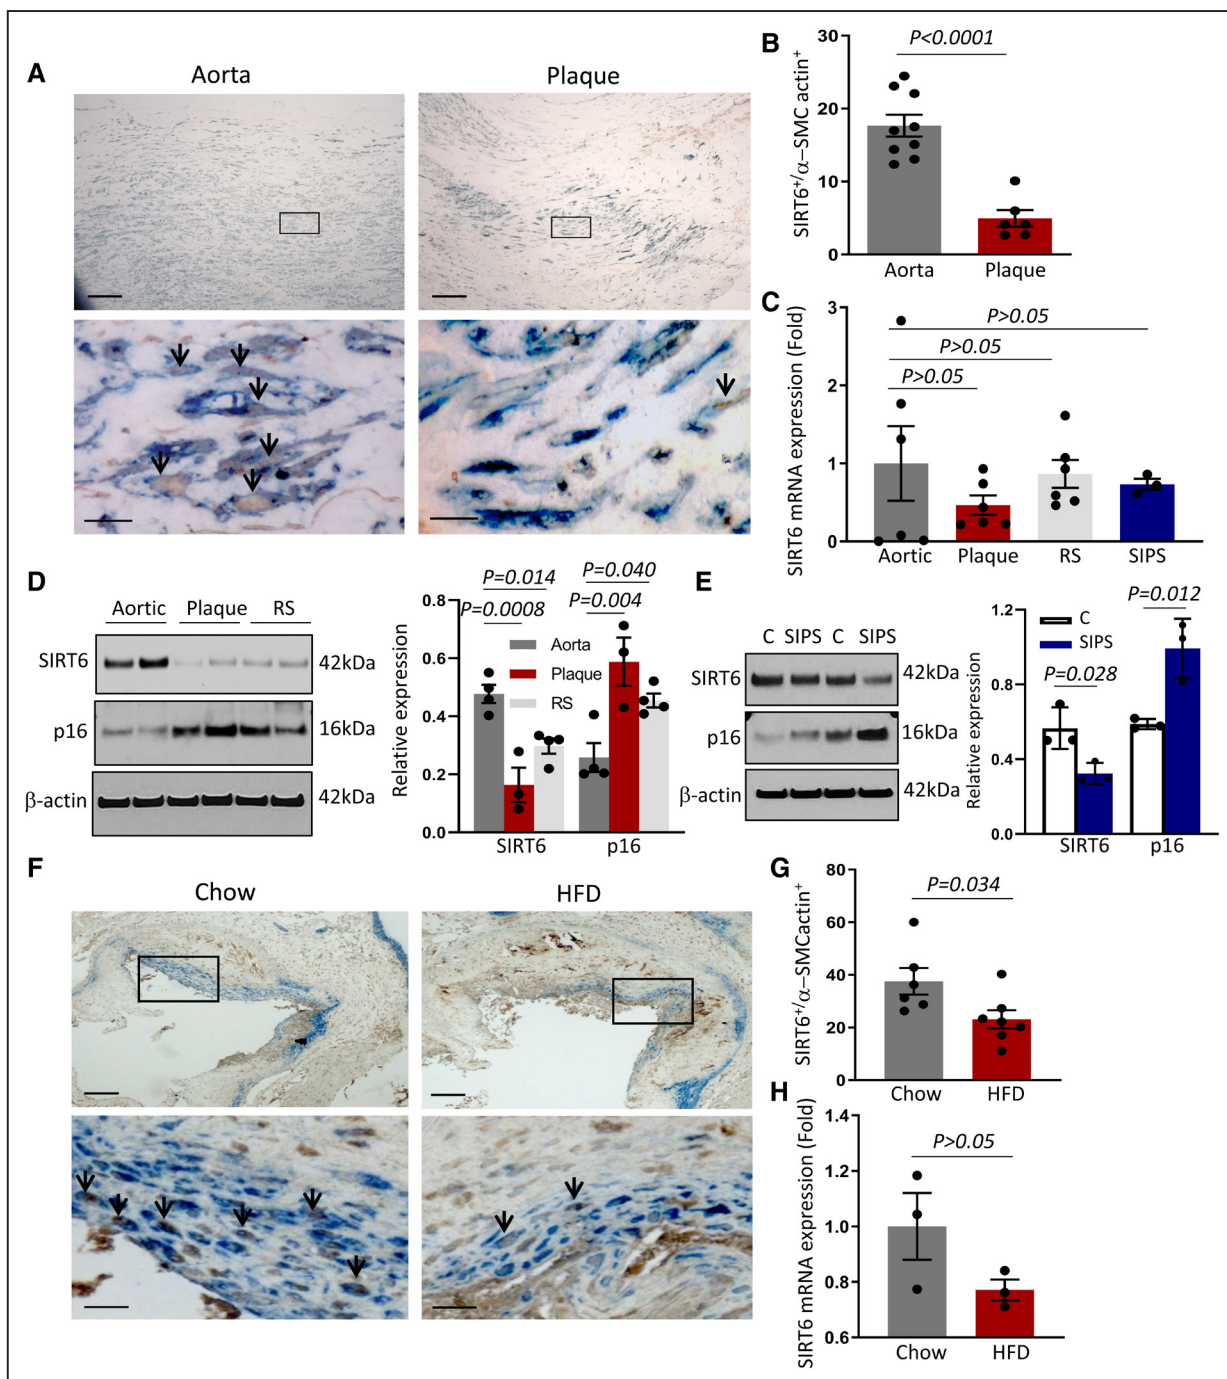 A
Aorta
Plaque
B
SIRT6+/α–SMC actin+
30
20
10
0
P<0.0001
Aorta
Plaque
C
SIRT6 mRNA expression (Fold)
3
2
1
0
P>0.05
P>0.05
P>0.05
Aortic
Plaque
RS
SIPS
D
Aortic
Plaque
RS
SIRT6
42kDa
p16
16kDa
β-actin
42kDa
Relative expression
0.8
0.6
0.4
0.2
0.0
P=0.014
P=0.0008
P=0.040
P=0.004
Aorta
Plaque
RS
SIRT6
p16
E
C SIPS C SIPS
SIRT6
42kDa
p16
16kDa
β-actin
42kDa
Relative expression
1.2
0.8
0.4
0.0
C
SIPS
P=0.028
P=0.012
SIRT6
p16
F
Chow
HFD
G
SIRT6+/α–SMCactin+
80
60
40
20
0
P=0.034
Chow
HFD
H
SIRT6 mRNA expression (Fold)
1.4
1.2
1.0
0.8
0.6
P>0.05
Chow
HFD